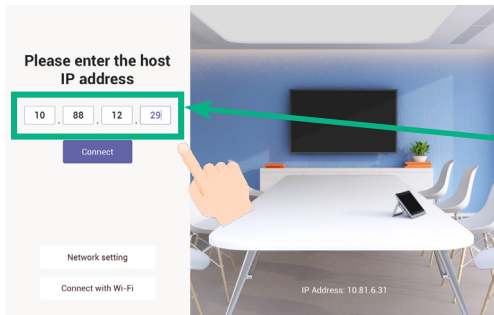 Please enter the host
IP address
10 . 88 . 12 . 29
Connect
Network setting
Connect with Wi-Fi
IP Address: 10.81.6.31